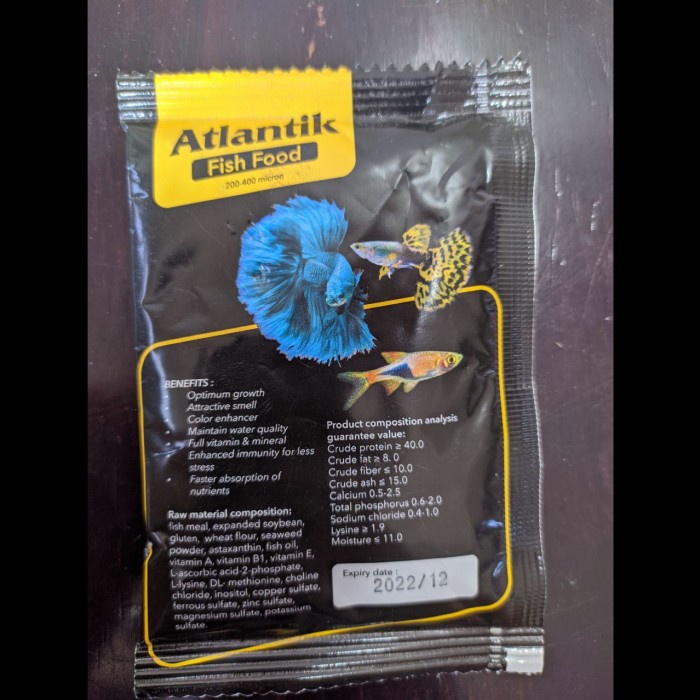 Atlantik
Fish Food
200-400 micron
BENEFITS :
Optimum growth
Attractive smell
Color enhancer
Maintain water quality
Full vitamin & mineral
Enhanced immunity for less
stress
Faster absorption of
nutrients
Raw material composition:
fish meal, expanded soybean,
gluten, wheat flour, seaweed
powder, astaxanthin, fish oil,
vitamin A, vitamin B1, vitamin E,
L-ascorbic acid-2-phosphate,
L-lysine, DL- methionine, choline
chloride, inositol, copper sulfate,
ferrous sulfate, zinc sulfate,
magnesium sulfate, potassium
sulfate.
Product composition analysis
guarantee value:
Crude protein ≥ 40.0
Crude fat ≥ 8.0
Crude fiber ≤ 10.0
Crude ash ≤ 15.0
Calcium 0.5-2.5
Total phosphorus 0.6-2.0
Sodium chloride 0.4-1.0
Lysine ≥ 1.9
Moisture ≤ 11.0
Expiry date :
2022/12